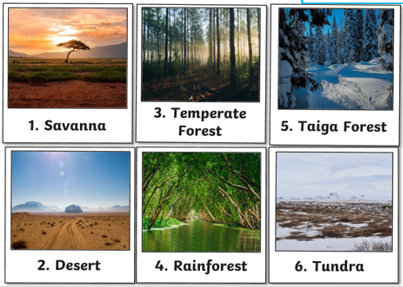 1. Savanna
3. Temperate
Forest
5. Taiga Forest
2. Desert
4. Rainforest
6. Tundra